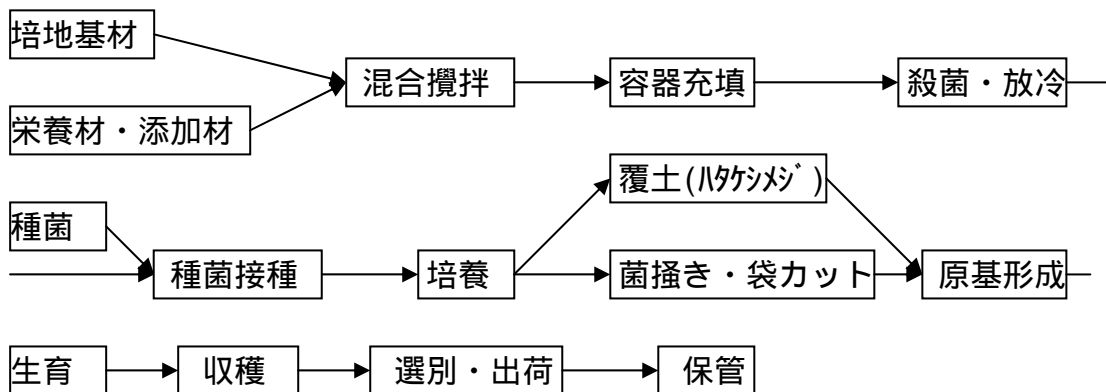 培地基材
混合攪拌
容器充填
殺菌・放冷
栄養材・添加材
覆土(ﾊﾀｹｼﾒｼﾞ)
種菌
種菌接種
培養
菌掻き・袋カット
原基形成
生育
収穫
選別・出荷
保管